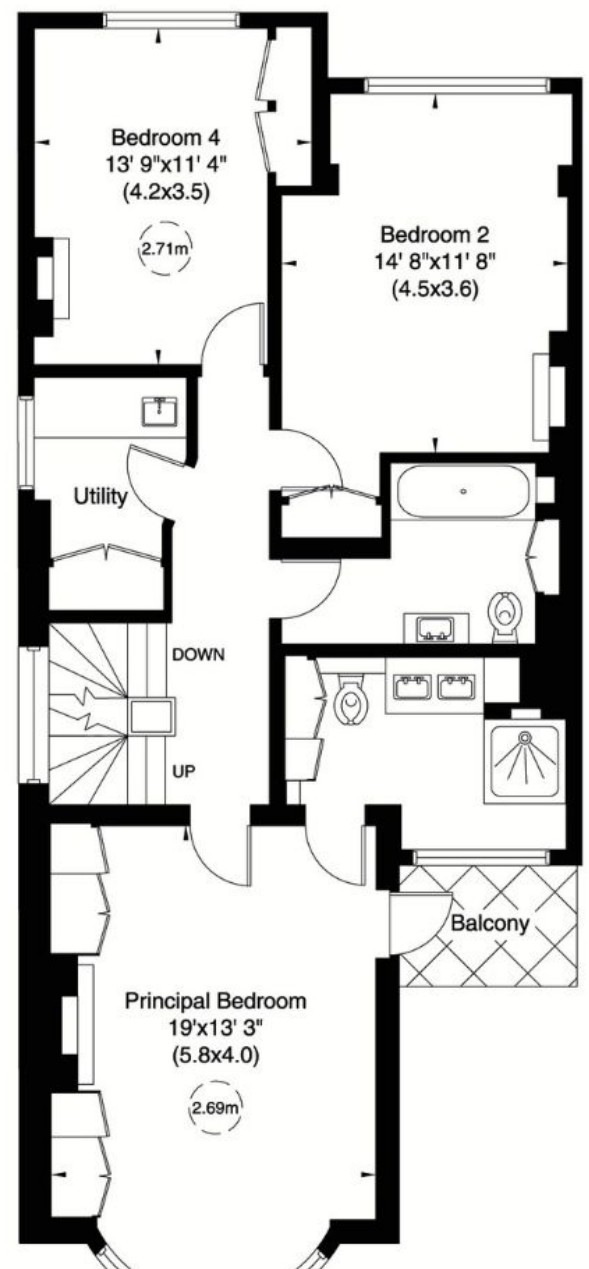 Bedroom 4
13' 9"x11' 4"
(4.2x3.5)
2.71m
Bedroom 2
14' 8"x11' 8"
(4.5x3.6)
Utility
DOWN
UP
Balcony
Principal Bedroom
19'x13' 3"
(5.8x4.0)
2.69m